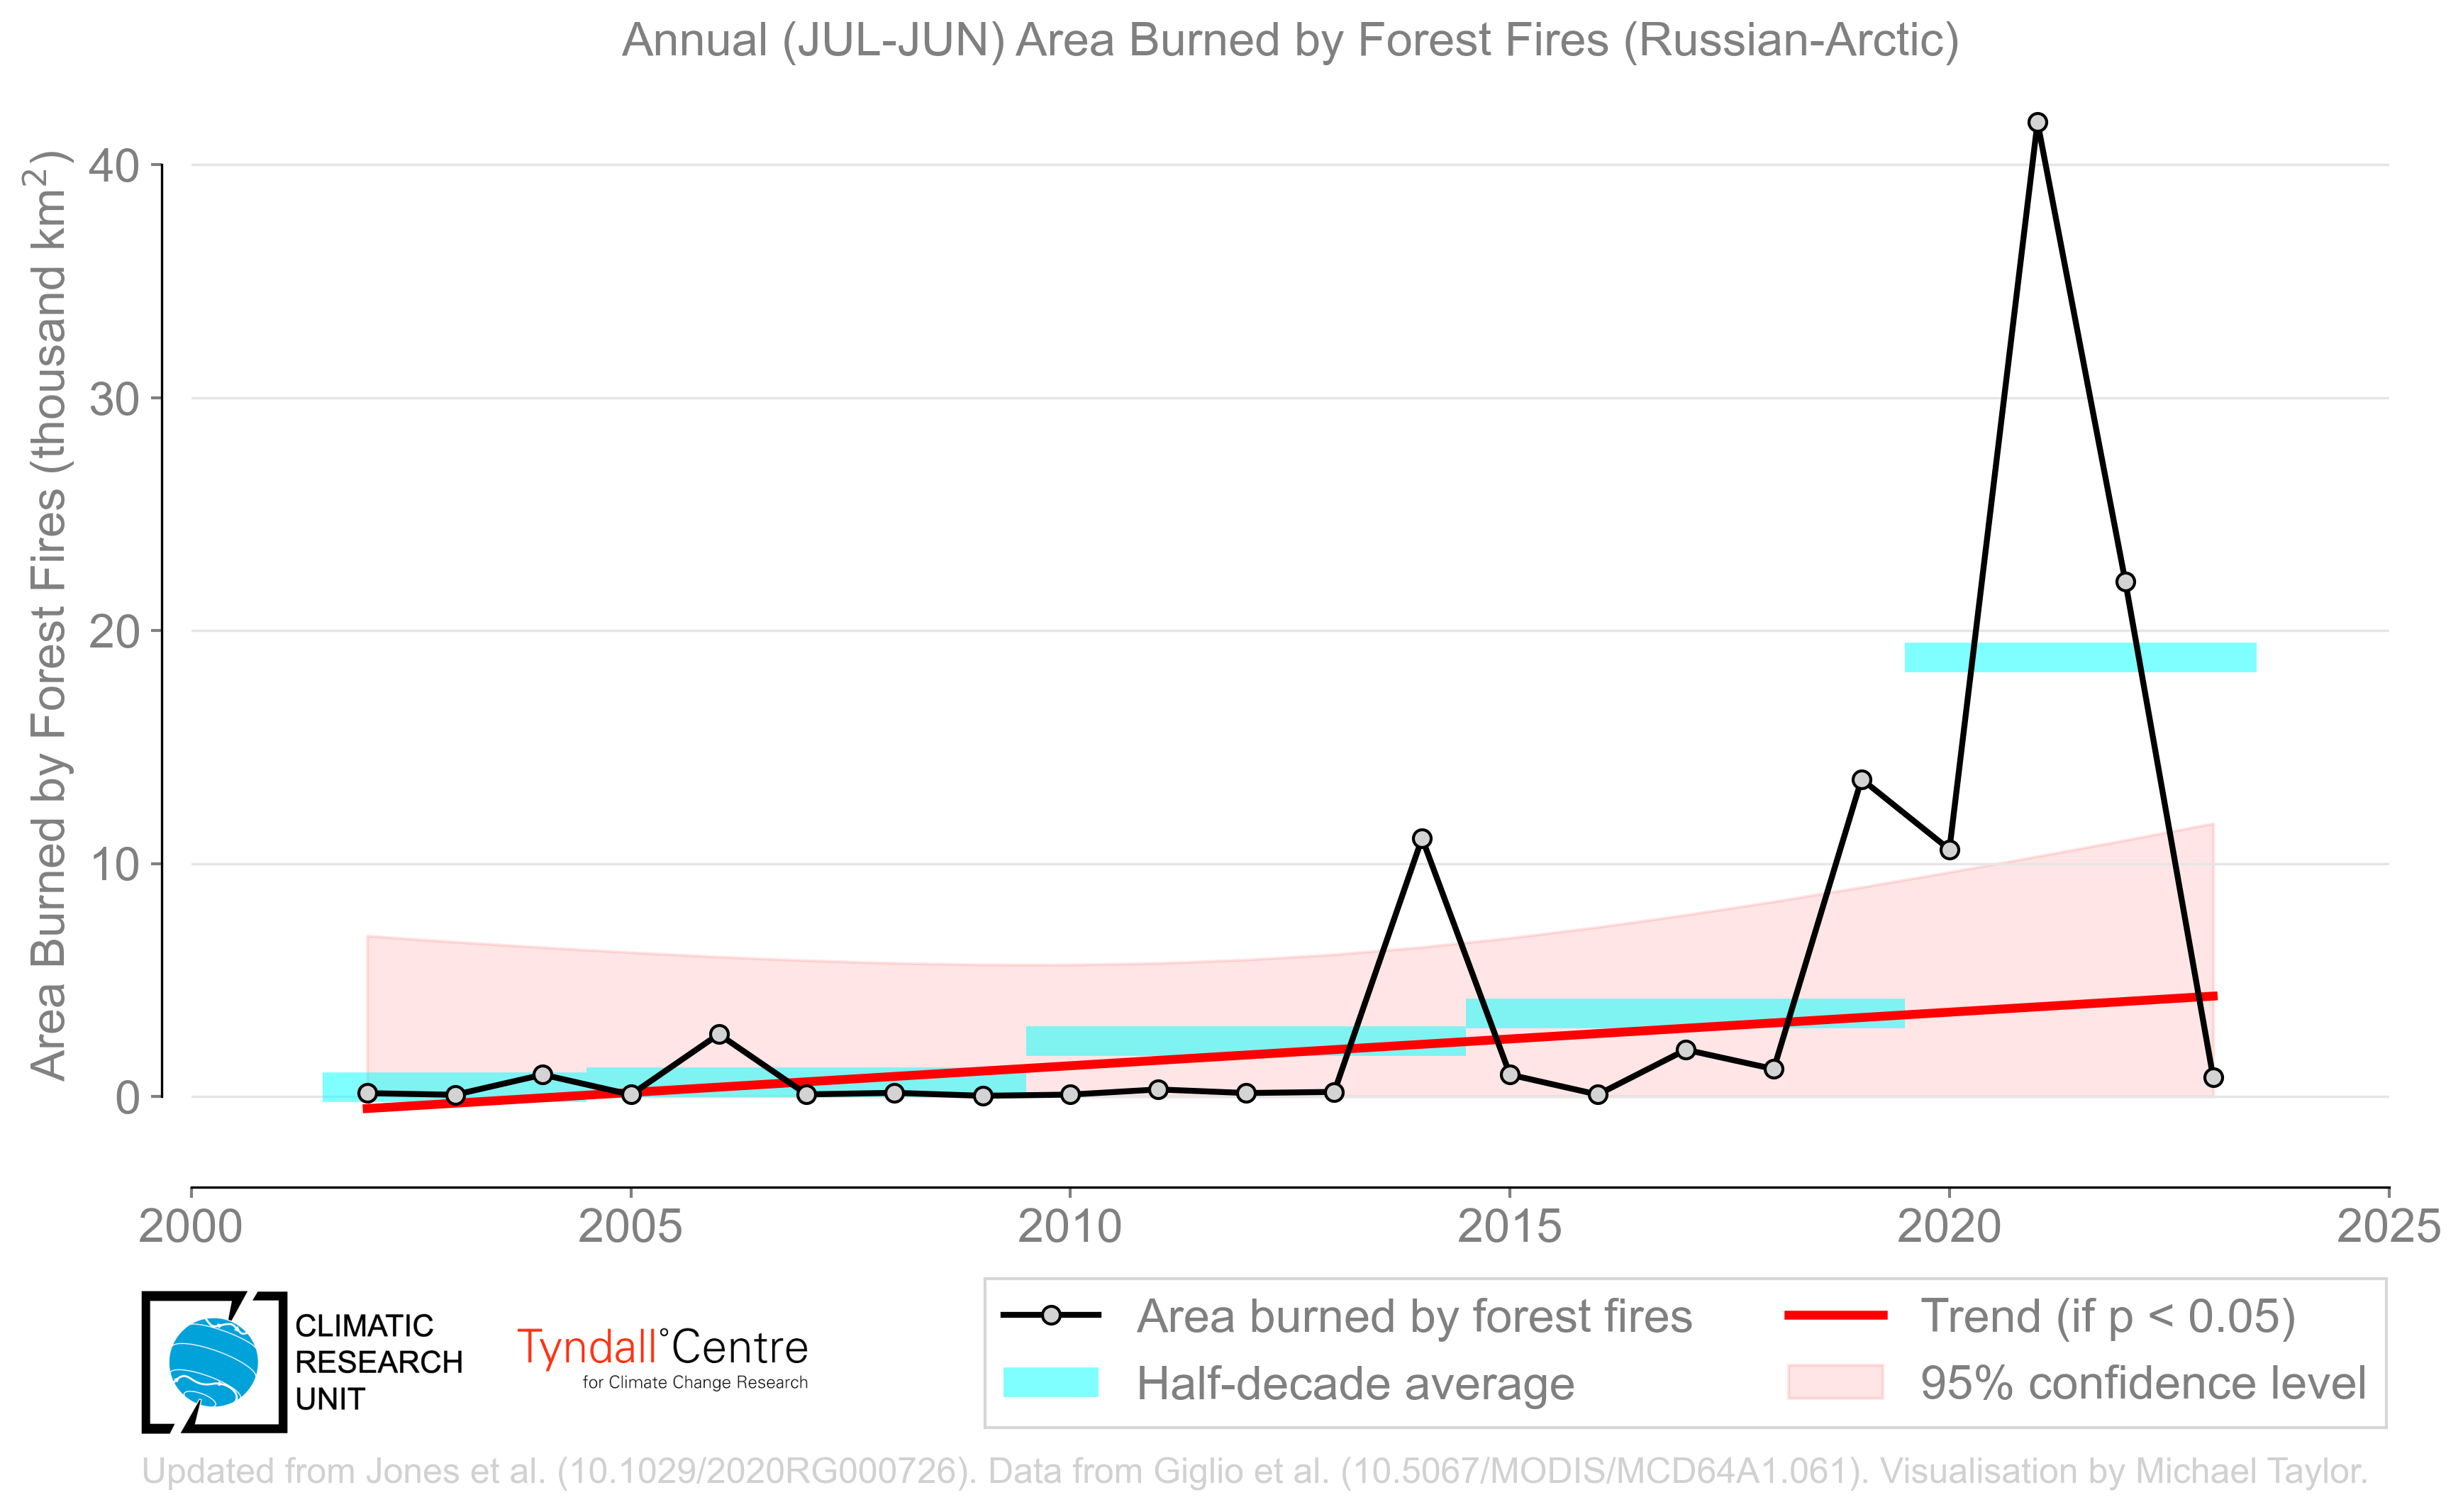 Annual (JUL-JUN) Area Burned by Forest Fires (Russian-Arctic)
Area Burned by Forest Fires (thousand km²)
40
30
20
10
0
2000 2005 2010 2015 2020 2025
Area burned by forest fires
Half-decade average
Trend (if p < 0.05)
95% confidence level
CLIMATIC
RESEARCH
UNIT
Tyndall°Centre
for Climate Change Research
Updated from Jones et al. (10.1029/2020RG000726). Data from Giglio et al. (10.5067/MODIS/MCD64A1.061). Visualisation by Michael Taylor.